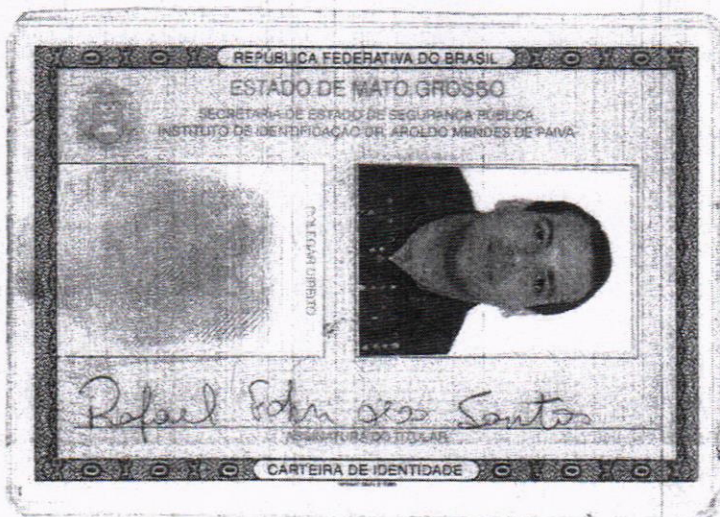 REPÚBLICA FEDERATIVA DO BRASIL
ESTADO DE MATO GROSSO
SECRETARIA DE ESTADO DE SEGURANÇA PÚBLICA
INSTITUTO DE IDENTIFICAÇÃO DR. AROLDO MENDES DE PAIVA
POLEGAR DIREITO
Rafael dos Santos
ASSINATURA DO TITULAR
CARTEIRA DE IDENTIDADE